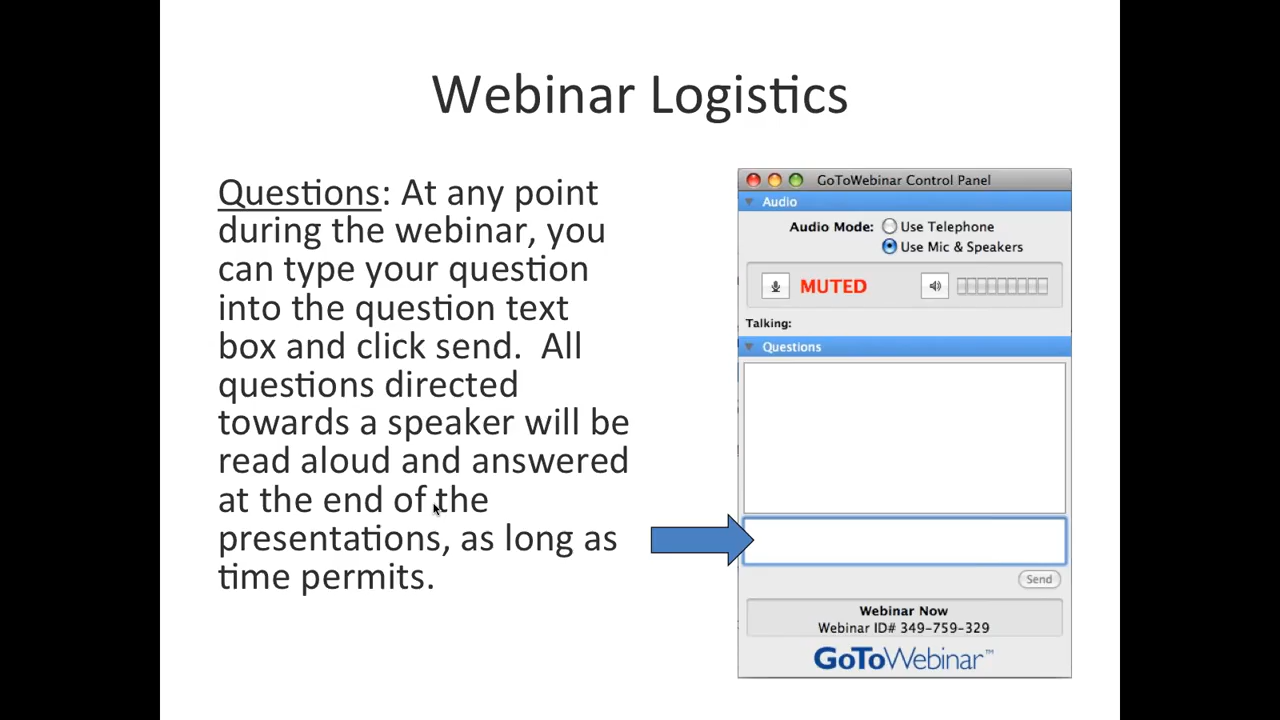 Webinar Logistics
Questions: At any point
during the webinar, you
can type your question
into the question text
box and click send.  All
questions directed
towards a speaker will be
read aloud and answered
at the end of the
presentations, as long as
time permits.
GoToWebinar Control Panel
Audio
Audio Mode: Use Telephone
Use Mic & Speakers
MUTED
Talking:
Questions
Send
Webinar Now
Webinar ID# 349-759-329
GoToWebinar™